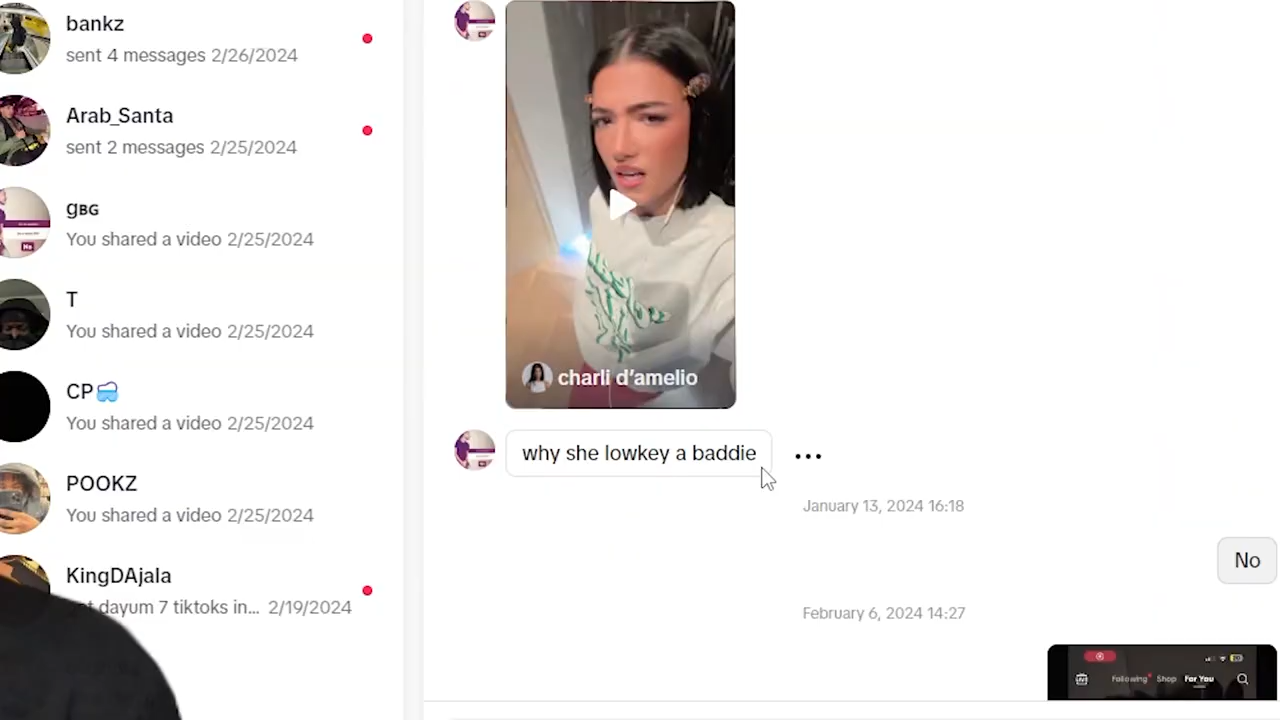 bankz
sent 4 messages 2/26/2024
Arab_Santa
sent 2 messages 2/25/2024
gʙɢ
You shared a video 2/25/2024
T
You shared a video 2/25/2024
CP
You shared a video 2/25/2024
POOKZ
You shared a video 2/25/2024
KingDAjala
dayum 7 tiktoks in... 2/19/2024
charli d’amelio
why she lowkey a baddie
January 13, 2024 16:18
No
February 6, 2024 14:27
LIVE Following Shop For You